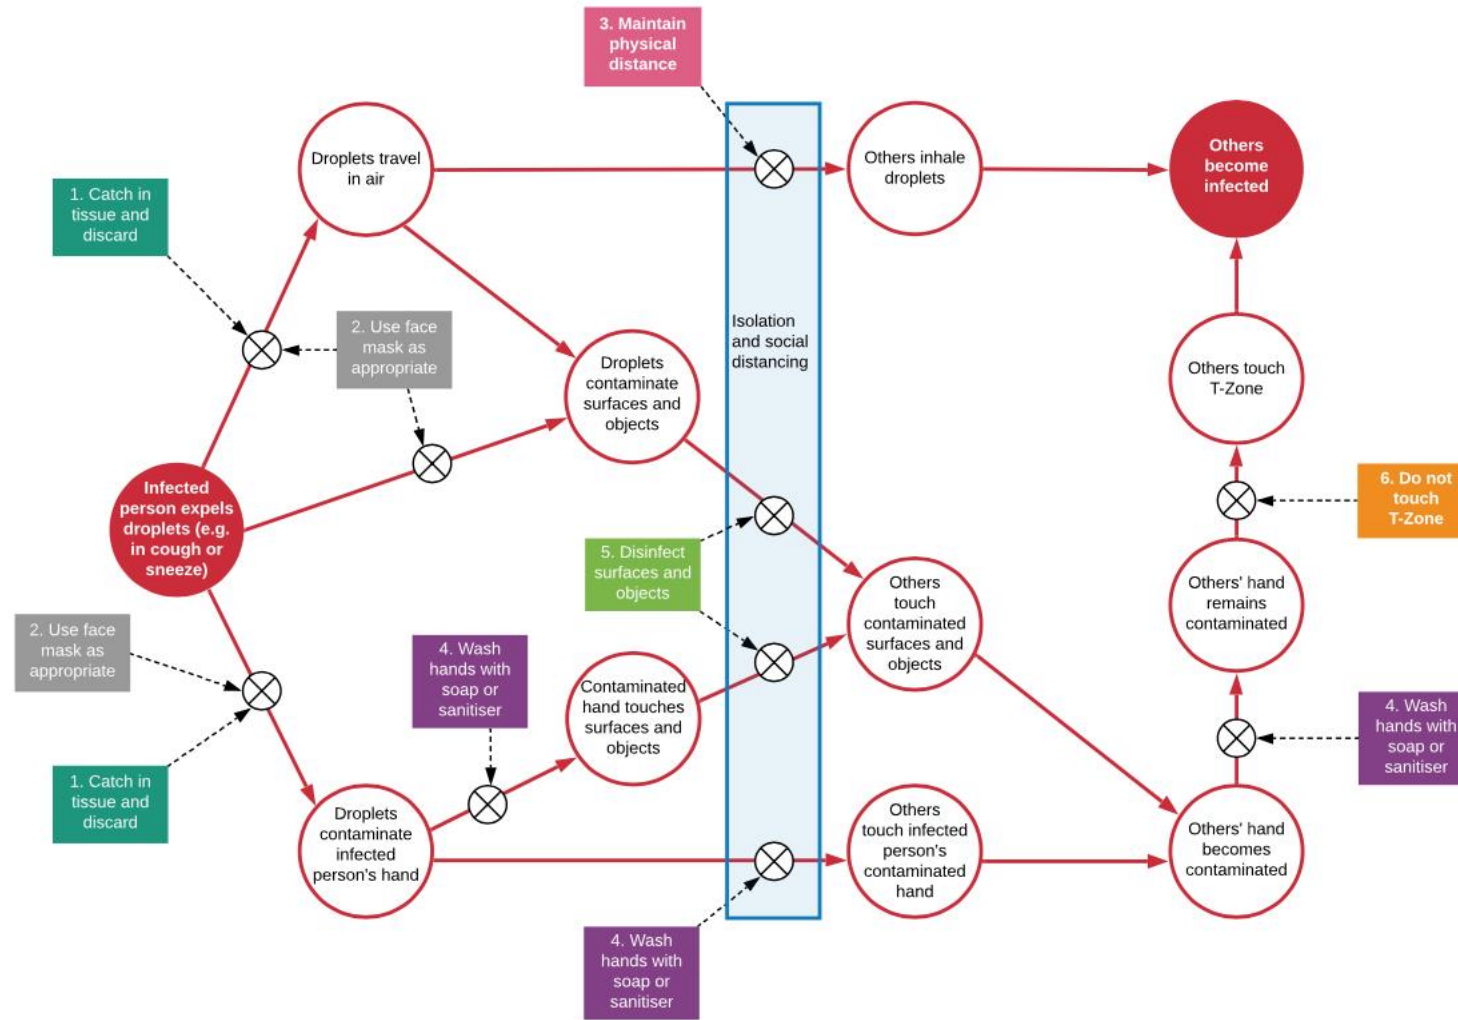 3. Maintain
physical
distance
Droplets travel
in air
Others inhale
droplets
Others
become
infected
1. Catch in
tissue and
discard
2. Use face
mask as
appropriate
Isolation
and social
distancing
Droplets
contaminate
surfaces and
objects
Others touch
T-Zone
Infected
person expels
droplets (e.g.
in cough or
sneeze)
6. Do not
touch
T-Zone
5. Disinfect
surfaces and
objects
Others
touch
contaminated
surfaces and
objects
Others' hand
remains
contaminated
2. Use face
mask as
appropriate
4. Wash
hands with
soap or
sanitiser
Contaminated
hand touches
surfaces and
objects
4. Wash
hands with
soap or
sanitiser
1. Catch in
tissue and
discard
Droplets
contaminate
infected
person's hand
Others
touch infected
person's
contaminated
hand
Others' hand
becomes
contaminated
4. Wash
hands with
soap or
sanitiser